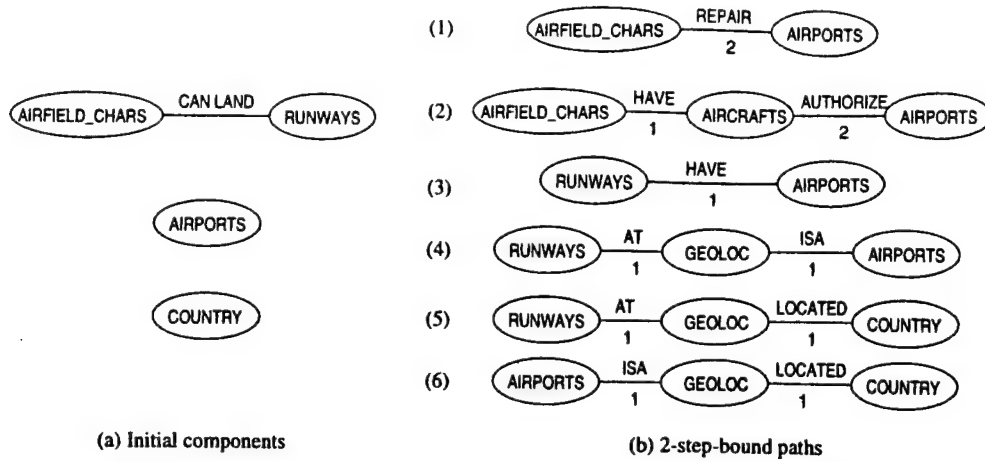 CAN LAND
AIRFIELD_CHARS RUNWAYS
AIRPORTS
COUNTRY
(a) Initial components
(1) AIRFIELD_CHARS REPAIR 2 AIRPORTS
(2) AIRFIELD_CHARS HAVE 1 AIRCRAFTS AUTHORIZE 2 AIRPORTS
(3) RUNWAYS HAVE 1 AIRPORTS
(4) RUNWAYS AT 1 GEOLOC ISA 1 AIRPORTS
(5) RUNWAYS AT 1 GEOLOC LOCATED 1 COUNTRY
(6) AIRPORTS ISA 1 GEOLOC LOCATED 1 COUNTRY
(b) 2-step-bound paths